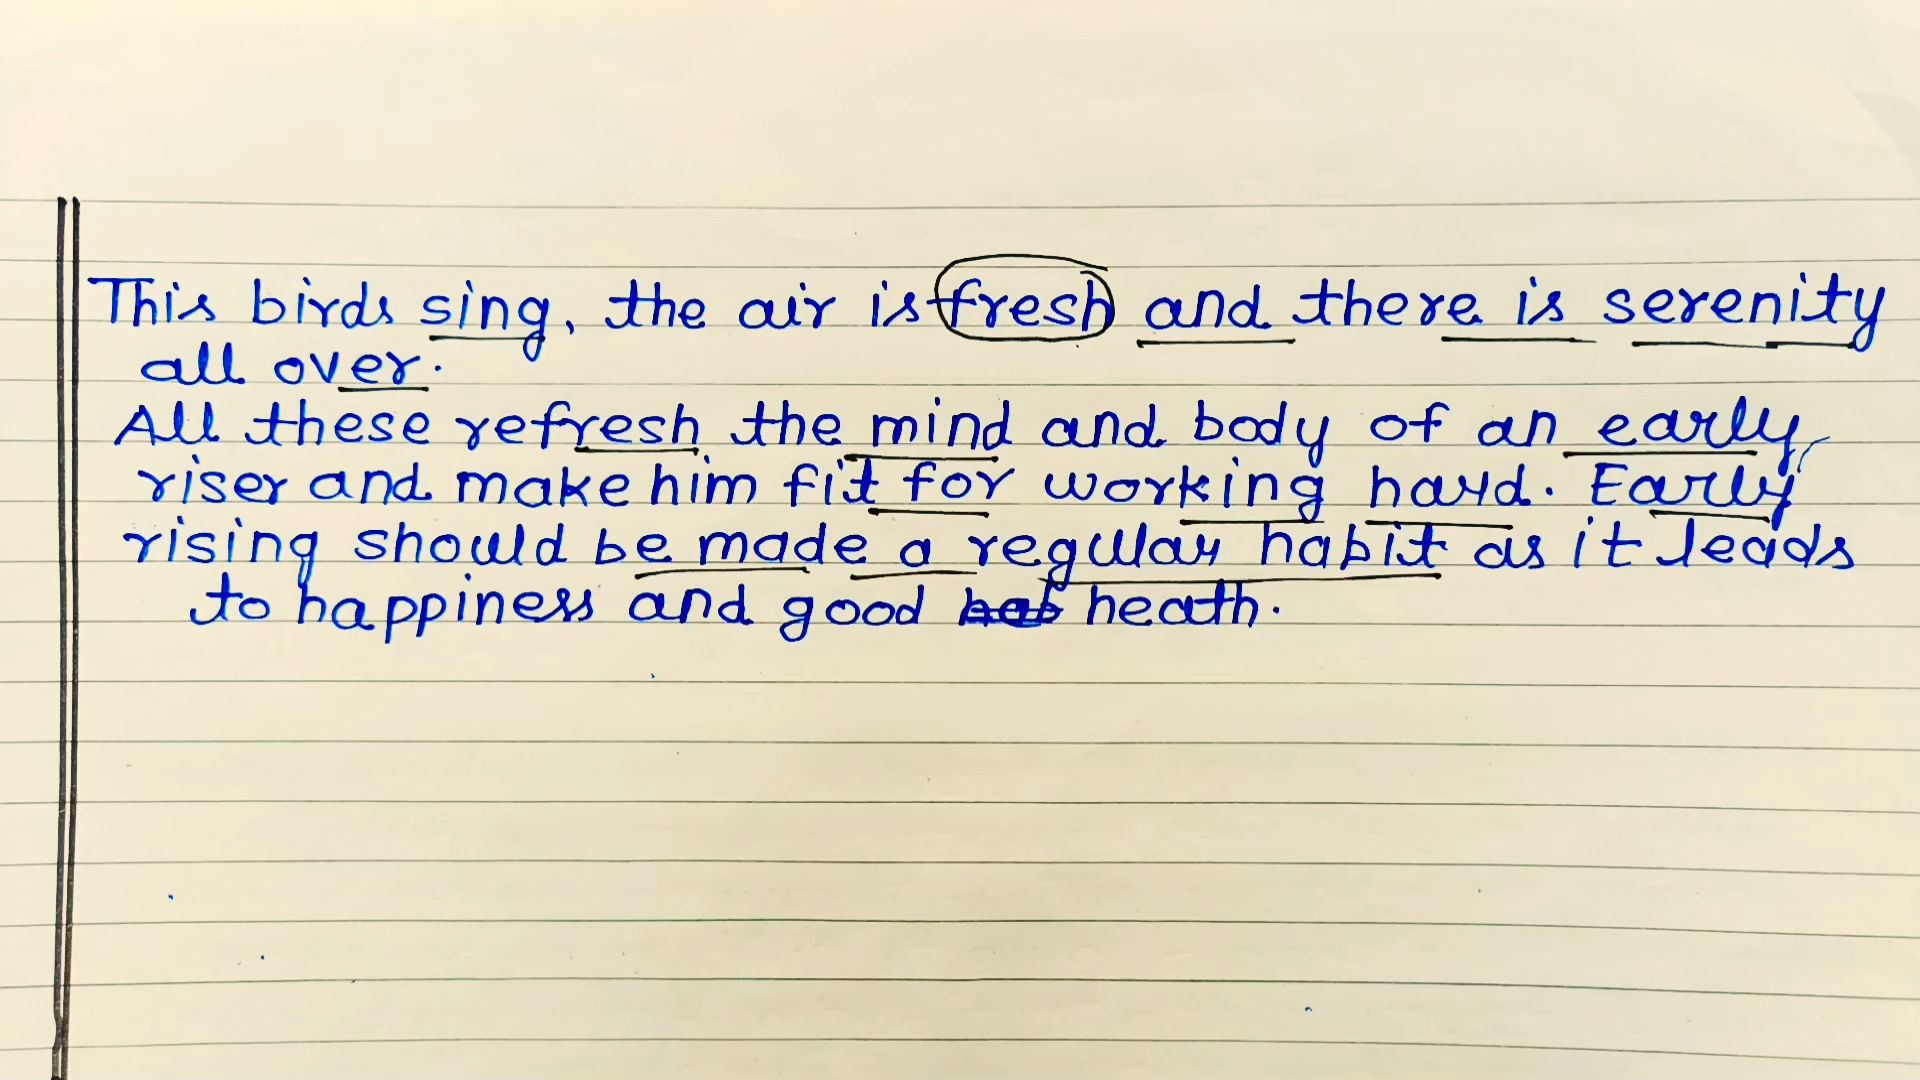 This birds sing, the air is fresh and there is serenity
all over.
All these refresh the mind and body of an early
riser and make him fit for working hard. Early
rising should be made a regular habit as it leads
to happiness and good heath.